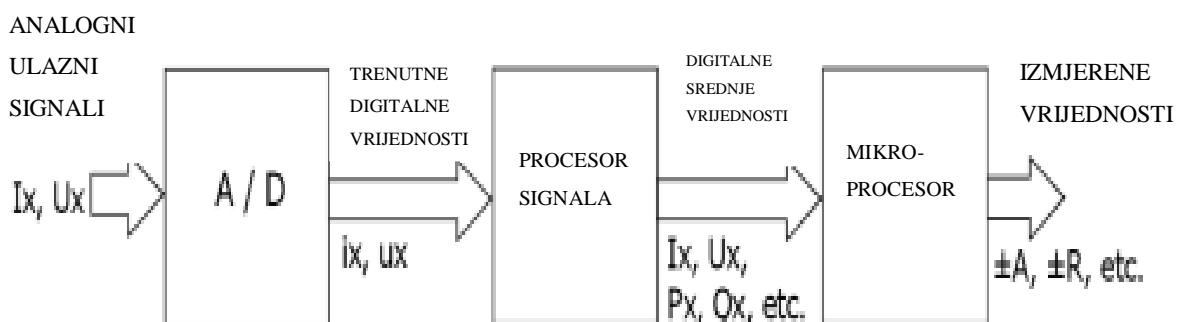 ANALOGNI
ULAZNI
SIGNALI
Ix, Ux
A / D
TRENUTNE
DIGITALNE
VRIJEDNOSTI
ix, ux
PROCESOR
SIGNALA
DIGITALNE
SREDNJE
VRIJEDNOSTI
Ix, Ux,
Px, Qx, etc.
MIKRO-
PROCESOR
IZMJERENE
VRIJEDNOSTI
±A, ±R, etc.